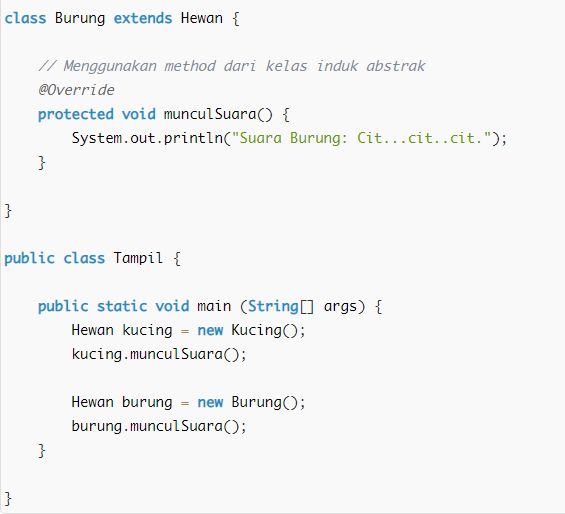 class Burung extends Hewan {
// Menggunakan method dari kelas induk abstrak
@Override
protected void munculSuara() {
System.out.println("Suara Burung: Cit...cit..cit.");
}
}
public class Tampil {
public static void main (String[] args) {
Hewan kucing = new Kucing();
kucing.munculSuara();
Hewan burung = new Burung();
burung.munculSuara();
}
}